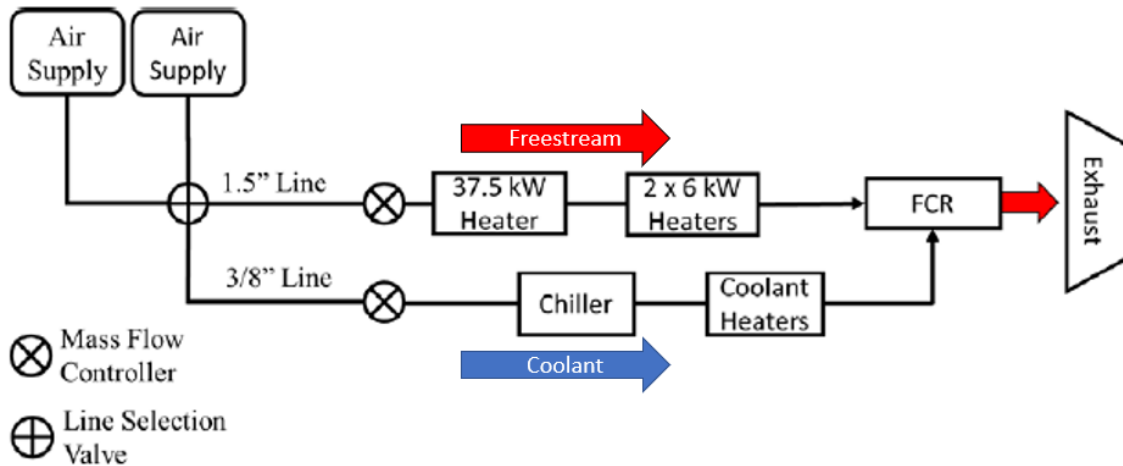 Air
Supply
Air
Supply
Freestream
1.5” Line
37.5 kW
Heater
2 x 6 kW
Heaters
FCR
Exhaust
3/8” Line
Chiller
Coolant
Heaters
Coolant
Mass Flow
Controller
Line Selection
Valve